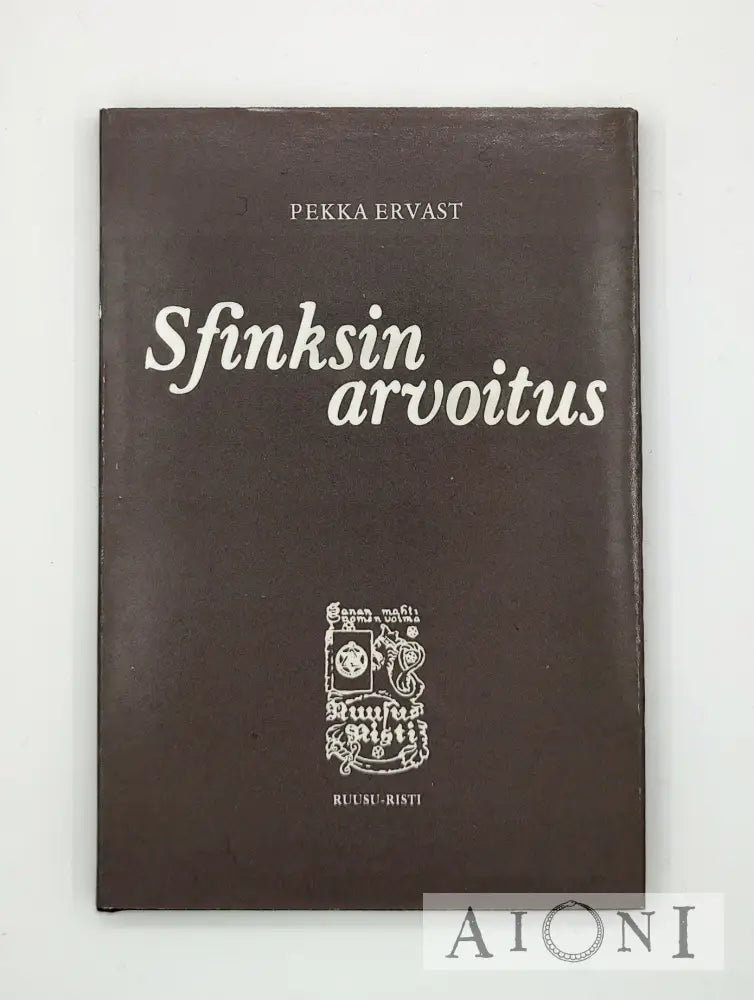 PEKKA ERVAST
Sfinksin
arvoitus
Sanan mahti
Ruusu
Risti
RUUSU-RISTI
AIONI